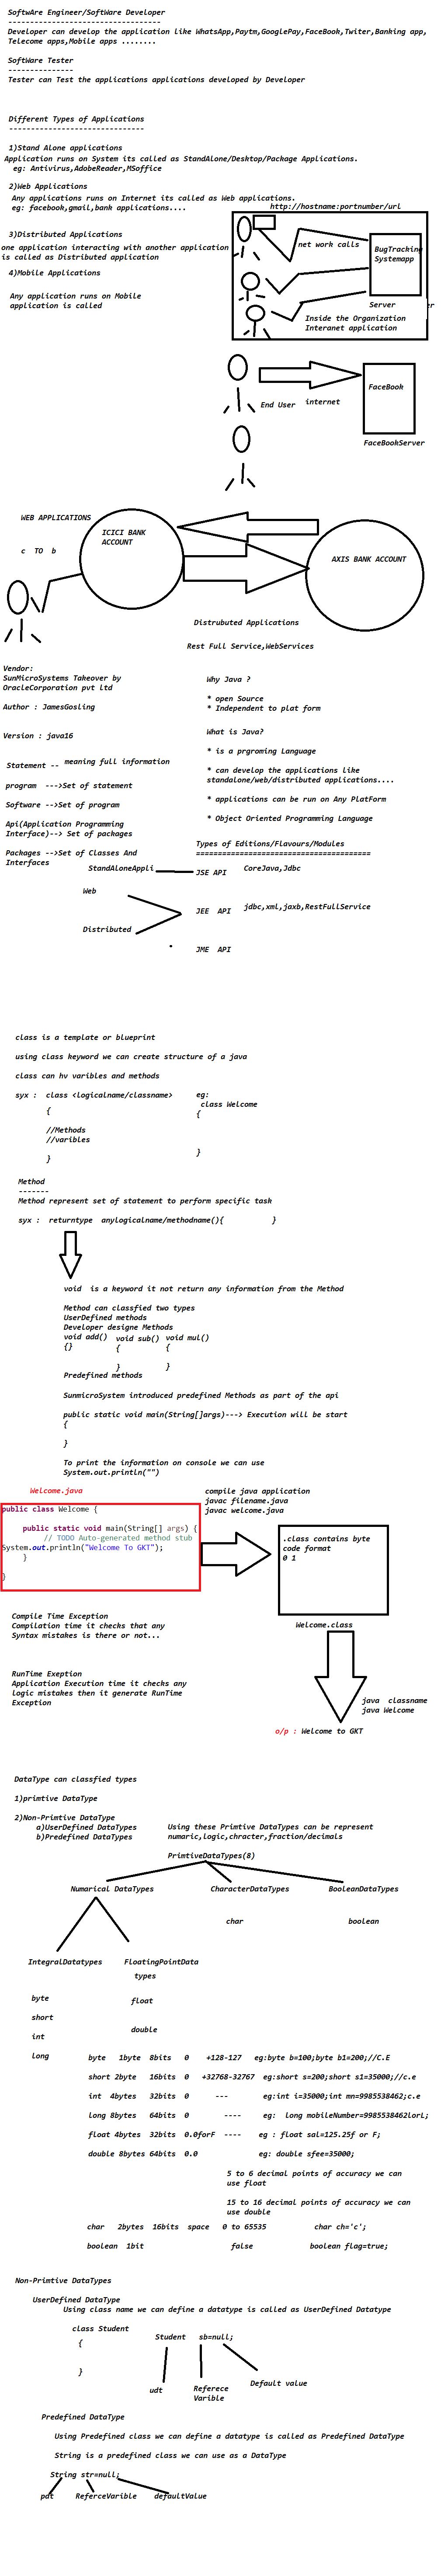 SoftwAre Engineer/SoftWare Developer
-----------------------------------
Developer can develop the application like WhatsApp,Paytm,GooglePay,FaceBook,Twiter,Banking app,
Telecome apps,Mobile apps ........
SoftWare Tester
---------------
Tester can Test the applications applications developed by Developer
Different Types of Applications
-------------------------------
1)Stand Alone applications
Application runs on System its called as StandAlone/Desktop/Package Applications.
eg: Antivirus,AdobeReader,MSoffice
2)Web Applications
Any applications runs on Internet its called as Web applications.
eg: facebook,gmail,bank applications....
http://hostname:portnumber/url
3)Distributed Applications
one application interacting with another application
is called as Distributed application
4)Mobile Applications
Any application runs on Mobile
application is called
net work calls
BugTracking
Systemapp
Server
er
Inside the Organization
Interanet application
FaceBook
End User
internet
FaceBookServer
WEB APPLICATIONS
c TO b
ICICI BANK
ACCOUNT
AXIS BANK ACCOUNT
Distrubuted Applications
Rest Full Service,WebServices
Vendor:
SunMicroSystems Takeover by
OracleCorporation pvt ltd
Author : JamesGosling
Version : java16
Statement -- meaning full information
program --->Set of statement
Software -->Set of program
Api(Application Programming
Interface)--> Set of packages
Packages -->Set of Classes And
Interfaces
Why Java ?
* open Source
* Independent to plat form
What is Java?
* is a prgroming Language
* can develop the applications like
standalone/web/distributed applications....
* applications can be run on Any PlatForm
* Object Oriented Programming Language
Types of Editions/Flavours/Modules
========================================
StandAloneAppli
JSE API
CoreJava,Jdbc
Web
JEE API
jdbc,xml,jaxb,RestFullService
Distributed
JME API
class is a template or blueprint
using class keyword we can create structure of a java
class can hv varibles and methods
syx : class <logicalname/classname>
{
//Methods
//varibles
}
eg:
class Welcome
{
}
Method
-------
Method represent set of statement to perform specific task
syx : returntype anylogicalname/methodname(){ }
void is a keyword it not return any information from the Method
Method can classfied two types
UserDefined methods
Developer designe Methods
void add() void sub() void mul()
{} { {
} }
Predefined methods
SunmicroSystem introduced predefined Methods as part of the api
public static void main(String[]args)---> Execution will be start
{
}
To print the information on console we can use
System.out.println("")
Welcome.java
public class Welcome {
public static void main(String[] args) {
// TODO Auto-generated method stub
System.out.println("Welcome To GKT");
}
}
compile java application
javac filename.java
javac welcome.java
.class contains byte
code format
0 1
Welcome.class
Compile Time Exception
Compilation time it checks that any
Syntax mistakes is there or not...
RunTime Exeption
Application Execution time it checks any
logic mistakes then it generate RunTime
Exception
java classname
java Welcome
o/p : Welcome to GKT
DataType can classfied types
1)primtive DataType
2)Non-Primtive DataType
a)UserDefined DataTypes
b)Predefined DataTypes
Using these Primtive DataTypes can be represent
numaric,logic,chracter,fraction/decimals
PrimtiveDataTypes(8)
Numarical DataTypes
CharacterDataTypes
BooleanDataTypes
char
boolean
IntegralDatatypes
FloatingPointData
types
byte
short
int
long
float
double
byte 1byte 8bits 0 +128-127 eg:byte b=100;byte b1=200;//C.E
short 2byte 16bits 0 +32768-32767 eg:short s=200;short s1=35000;//c.e
int 4bytes 32bits 0 --- eg:int i=35000;int mn=9985538462;c.e
long 8bytes 64bits 0 ---- eg: long mobileNumber=9985538462lorL;
float 4bytes 32bits 0.0forF ---- eg : float sal=125.25f or F;
double 8bytes 64bits 0.0 eg: double sfee=35000;
5 to 6 decimal points of accuracy we can
use float
15 to 16 decimal points of accuracy we can
use double
char 2bytes 16bits space 0 to 65535 char ch='c';
boolean 1bit false boolean flag=true;
Non-Primtive DataTypes
UserDefined DataType
Using class name we can define a datatype is called as UserDefined Datatype
class Student
{
}
Student sb=null;
udt
Referece
Varible
Default value
Predefined DataType
Using Predefined class we can define a datatype is called as Predefined DataType
String is a predefined class we can use as a DataType
String str=null;
pdt ReferceVarible defaultValue